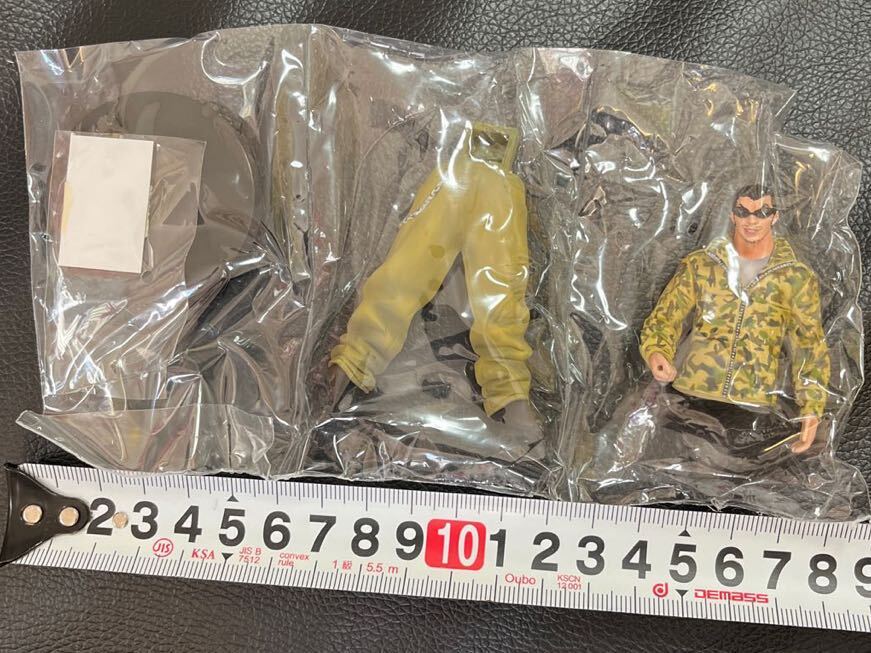 2 3 4 5 6 7 8 9 10 1 2 3 4 5 6 7 8 9
JIS KSA JIS B 7512 convex rule 1級 5.5 m Oubo KSCN 12 001 d DEMASS